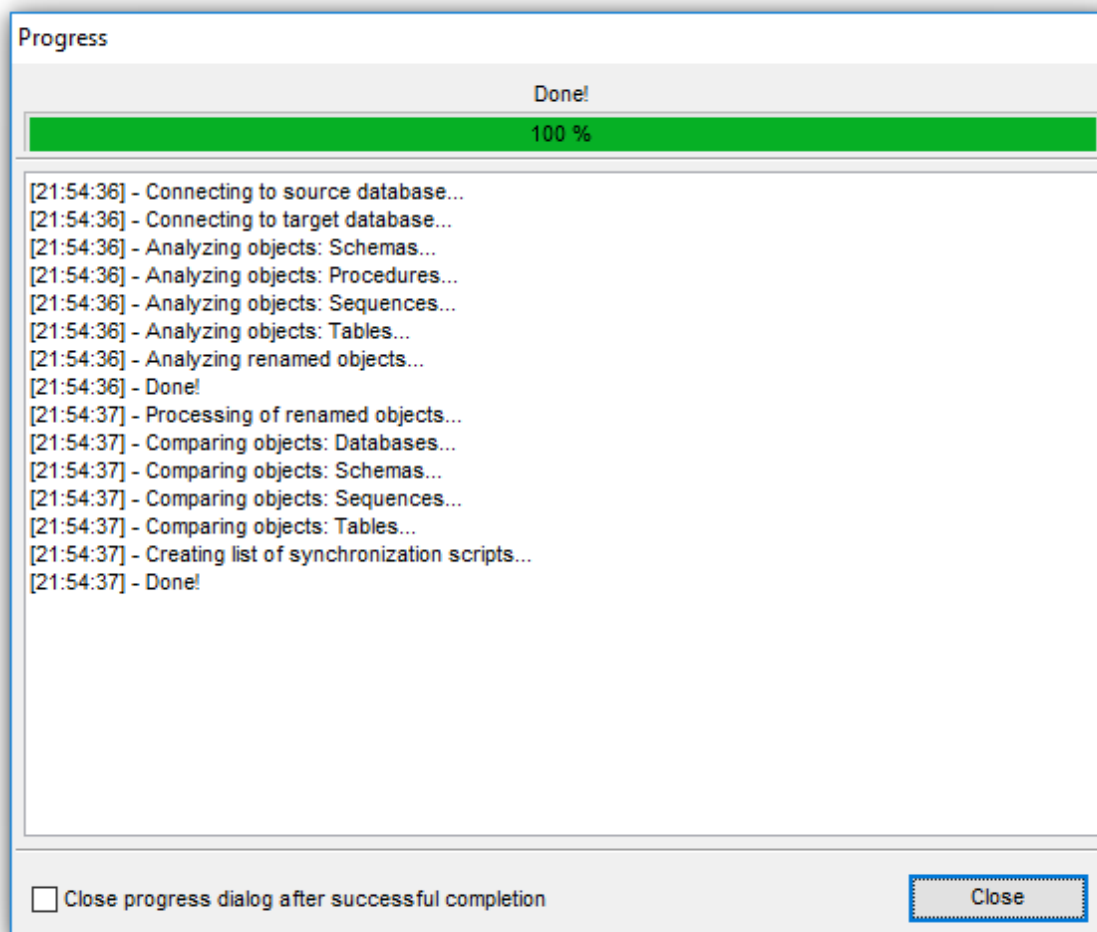 Progress
Done!
100 %
[21:54:36] - Connecting to source database...
[21:54:36] - Connecting to target database...
[21:54:36] - Analyzing objects: Schemas...
[21:54:36] - Analyzing objects: Procedures...
[21:54:36] - Analyzing objects: Sequences...
[21:54:36] - Analyzing objects: Tables...
[21:54:36] - Analyzing renamed objects...
[21:54:36] - Done!
[21:54:37] - Processing of renamed objects...
[21:54:37] - Comparing objects: Databases...
[21:54:37] - Comparing objects: Schemas...
[21:54:37] - Comparing objects: Sequences...
[21:54:37] - Comparing objects: Tables...
[21:54:37] - Creating list of synchronization scripts...
[21:54:37] - Done!
Close progress dialog after successful completion
Close